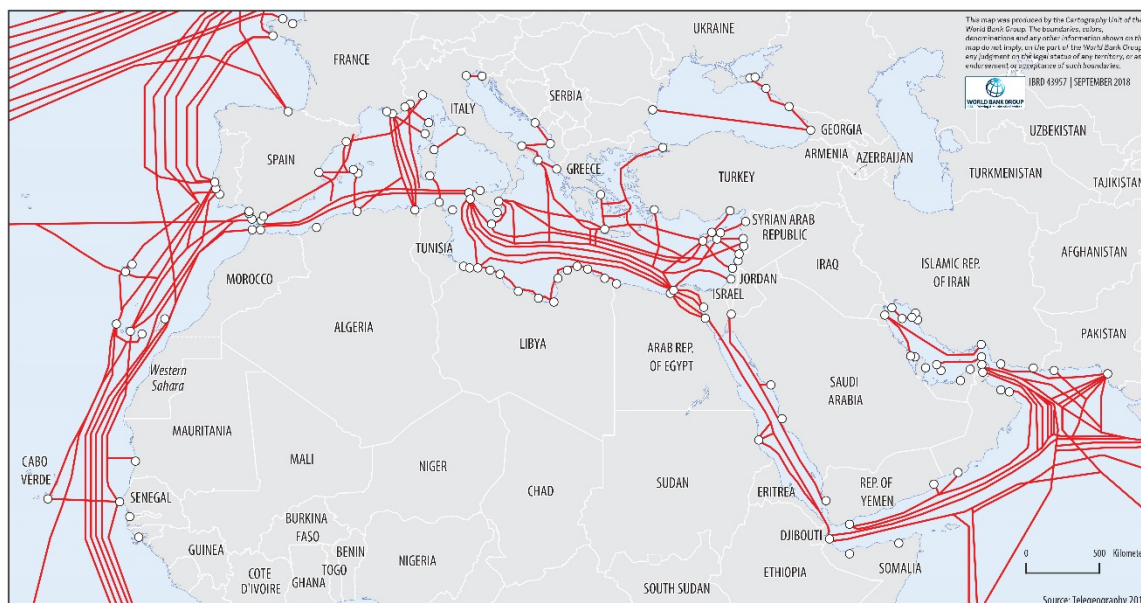 This map was produced by the Cartography Unit of the
World Bank Group. The boundaries, colors,
denominations and any other information shown on this
map do not imply, on the part of the World Bank Group,
any judgment on the legal status of any territory, or any
endorsement or acceptance of such boundaries.
WORLD BANK GROUP
IBRD 43957 | SEPTEMBER 2018
UKRAINE
FRANCE
ITALY
SERBIA
GEORGIA
ARMENIA
AZERBAIJAN
UZBEKISTAN
TURKMENISTAN
TAJIKISTAN
SPAIN
GREECE
TURKEY
SYRIAN ARAB
REPUBLIC
TUNISIA
MOROCCO
ALGERIA
LIBYA
ISRAEL
JORDAN
IRAQ
ISLAMIC REP.
OF IRAN
AFGHANISTAN
PAKISTAN
ARAB REP.
OF EGYPT
SAUDI
ARABIA
Western
Sahara
MAURITANIA
MALI
NIGER
CHAD
SUDAN
ERITREA
REP. OF
YEMEN
CABO
VERDE
SENEGAL
GUINEA
BURKINA
FASO
COTE
D'IVOIRE
GHANA
TOGO
BENIN
NIGERIA
SOUTH SUDAN
ETHIOPIA
DJIBOUTI
SOMALIA
0 500 Kilomete
Source: Telegeography 201